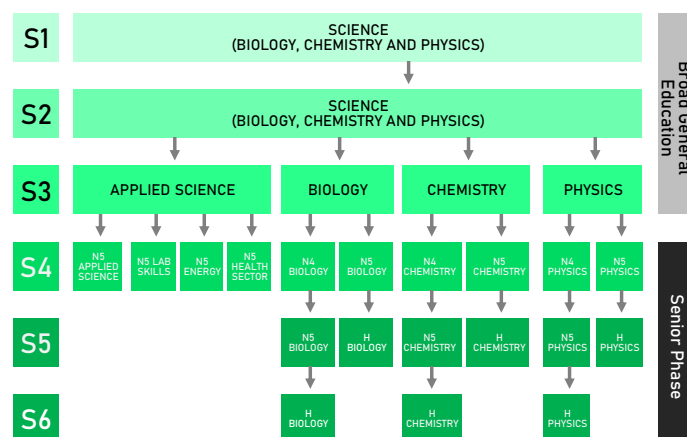 S1
SCIENCE
(BIOLOGY, CHEMISTRY AND PHYSICS)
S2
SCIENCE
(BIOLOGY, CHEMISTRY AND PHYSICS)
Broad General
Education
S3
APPLIED SCIENCE
BIOLOGY
CHEMISTRY
PHYSICS
S4
N5
APPLIED
SCIENCE
N5 LAB
SKILLS
N5
ENERGY
N5
HEALTH
SECTOR
N4
BIOLOGY
N5
BIOLOGY
N4
CHEMISTRY
N5
CHEMISTRY
N4
PHYSICS
N5
PHYSICS
S5
N5
BIOLOGY
H
BIOLOGY
N5
CHEMISTRY
H
CHEMISTRY
N5
PHYSICS
H
PHYSICS
Senior Phase
S6
H
BIOLOGY
H
CHEMISTRY
H
PHYSICS